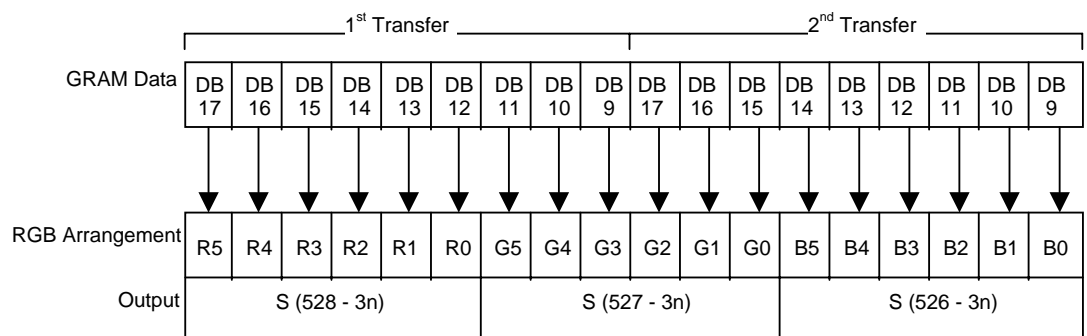 1st Transfer 2nd Transfer
GRAM Data DB 17 DB 16 DB 15 DB 14 DB 13 DB 12 DB 11 DB 10 DB 9 DB 17 DB 16 DB 15 DB 14 DB 13 DB 12 DB 11 DB 10 DB 9
RGB Arrangement R5 R4 R3 R2 R1 R0 G5 G4 G3 G2 G1 G0 B5 B4 B3 B2 B1 B0
Output S (528 - 3n) S (527 - 3n) S (526 - 3n)